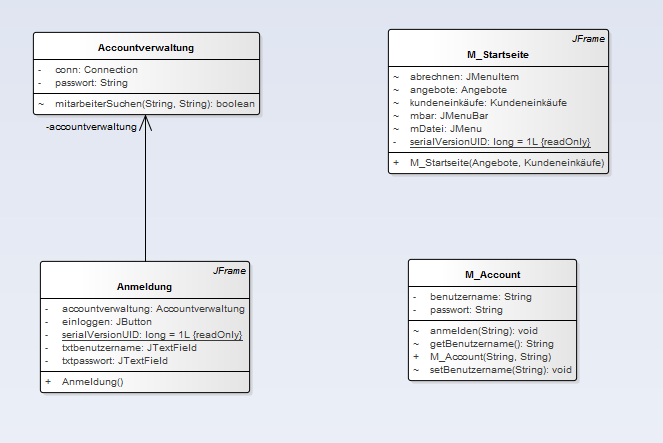 Accountverwaltung
- conn: Connection
- passwort: String
~ mitarbeiterSuchen(String, String): boolean
-accountverwaltung
JFrame
M_Startseite
~ abrechnen: JMenuItem
~ angebote: Angebote
~ kundeneinkäufe: Kundeneinkäufe
~ mbar: JMenuBar
~ mDatei: JMenu
- serialVersionUID: long = 1L {readOnly}
+ M_Startseite(Angebote, Kundeneinkäufe)
JFrame
Anmeldung
- accountverwaltung: Accountverwaltung
- einloggen: JButton
- serialVersionUID: long = 1L {readOnly}
- txtbenutzername: JTextField
- txtpasswort: JTextField
+ Anmeldung()
M_Account
- benutzername: String
- passwort: String
~ anmelden(String): void
~ getBenutzername(): String
+ M_Account(String, String)
~ setBenutzername(String): void